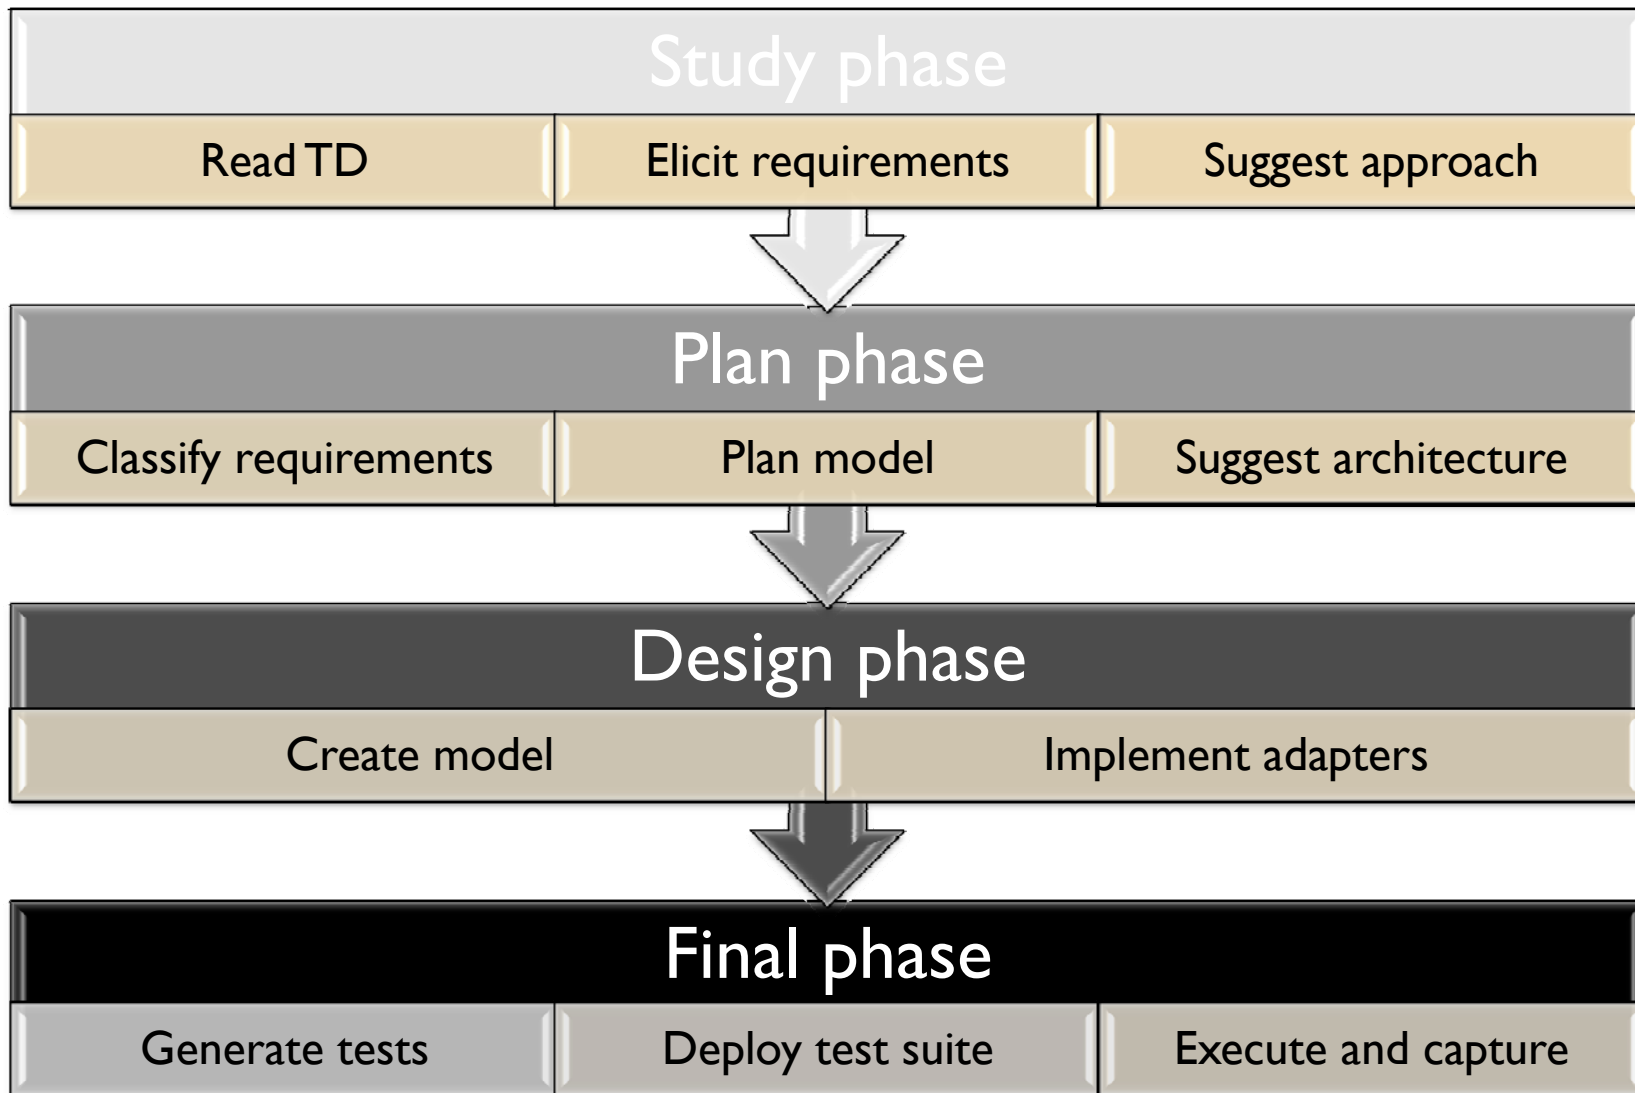 Study phase
Read TD
Elicit requirements
Suggest approach
Plan phase
Classify requirements
Plan model
Suggest architecture
Design phase
Create model
Implement adapters
Final phase
Generate tests
Deploy test suite
Execute and capture